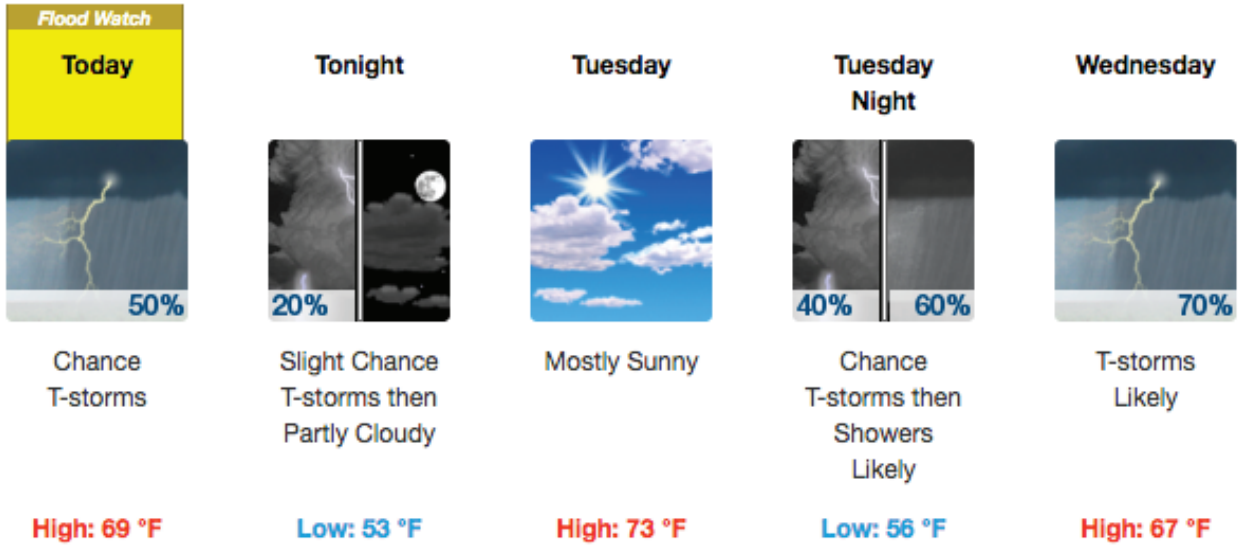 Flood Watch
Today
Tonight
Tuesday
Tuesday
Night
Wednesday
50%
20%
40%
60%
70%
Chance
T-storms
Slight Chance
T-storms then
Partly Cloudy
Mostly Sunny
Chance
T-storms then
Showers
Likely
T-storms
Likely
High: 69 °F
Low: 53 °F
High: 73 °F
Low: 56 °F
High: 67 °F